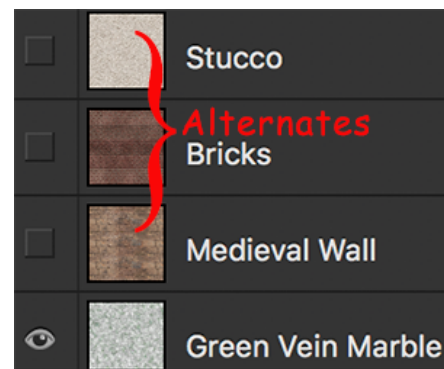 Stucco
Alternates
Bricks
Medieval Wall
Green Vein Marble